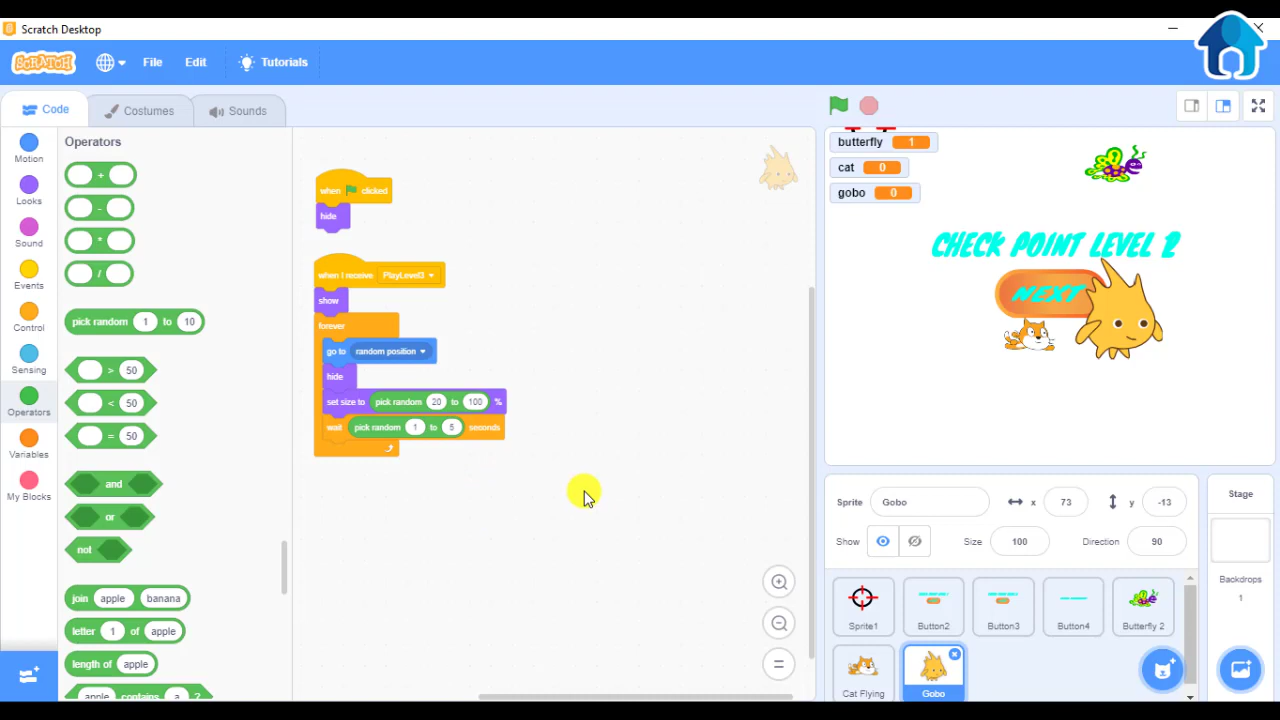 Scratch Desktop
SCRATCH
File
Edit
Tutorials
Code
Costumes
Sounds
Motion
Looks
Sound
Events
Control
Sensing
Operators
Variables
My Blocks
Operators
+
-
*
/
pick random 1 to 10
> 50
< 50
= 50
and
or
not
join apple banana
letter 1 of apple
length of apple
apple contains a ?
when clicked
hide
when I receive PlayLevel3
show
forever
go to random position
hide
set size to pick random 20 to 100 %
wait pick random 1 to 5 seconds
butterfly 1
cat 0
gobo 0
CHECK POINT LEVEL 2
NEXT
Sprite Gobo x 73 y -13
Show Size 100 Direction 90
Stage
Backdrops
1
Sprite1
Button2
Button3
Button4
Butterfly 2
Cat Flying
Gobo